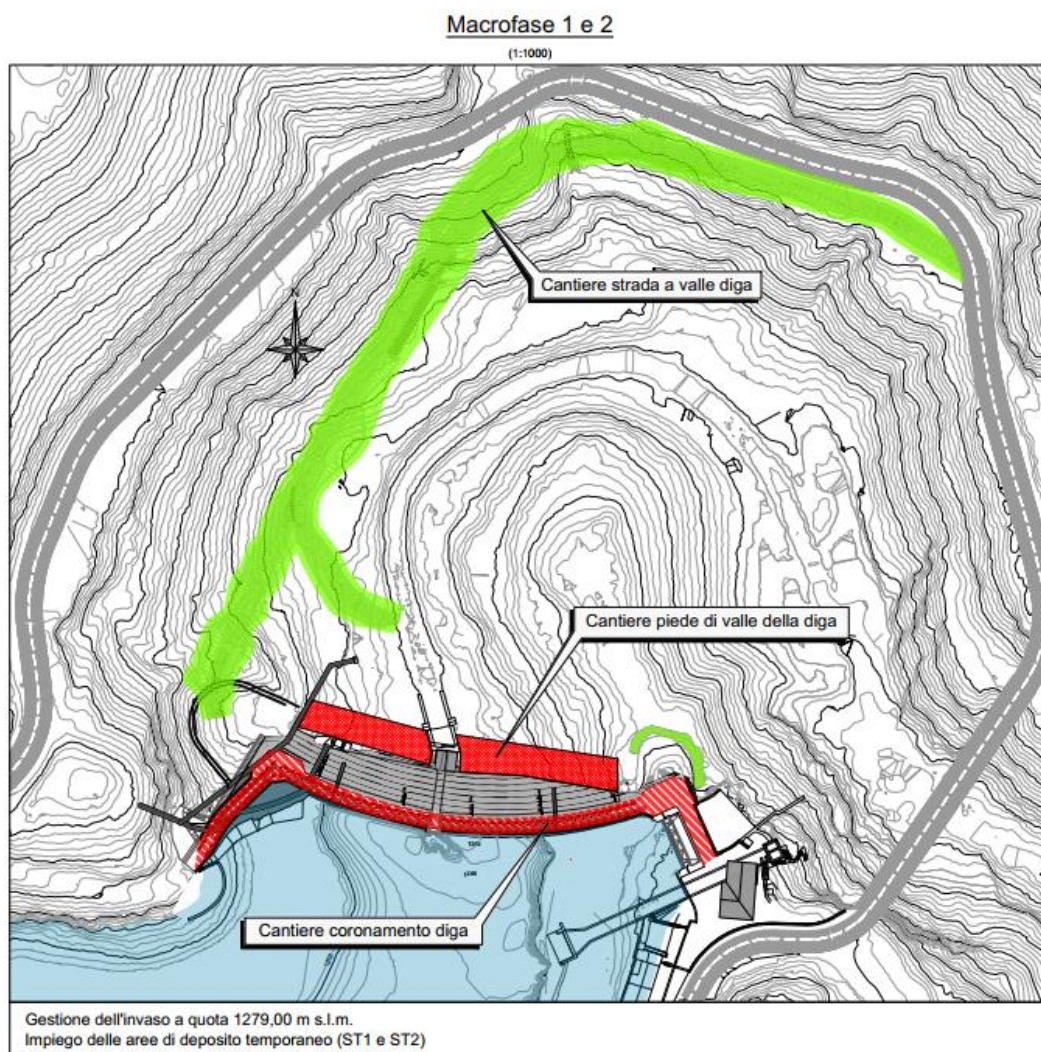 Macrofase 1 e 2
(1:1000)
N
Cantiere strada a valle diga
Cantiere piede di valle della diga
Cantiere coronamento diga
Gestione dell'invaso a quota 1279,00 m s.l.m.
Impiego delle aree di deposito temporaneo (ST1 e ST2)